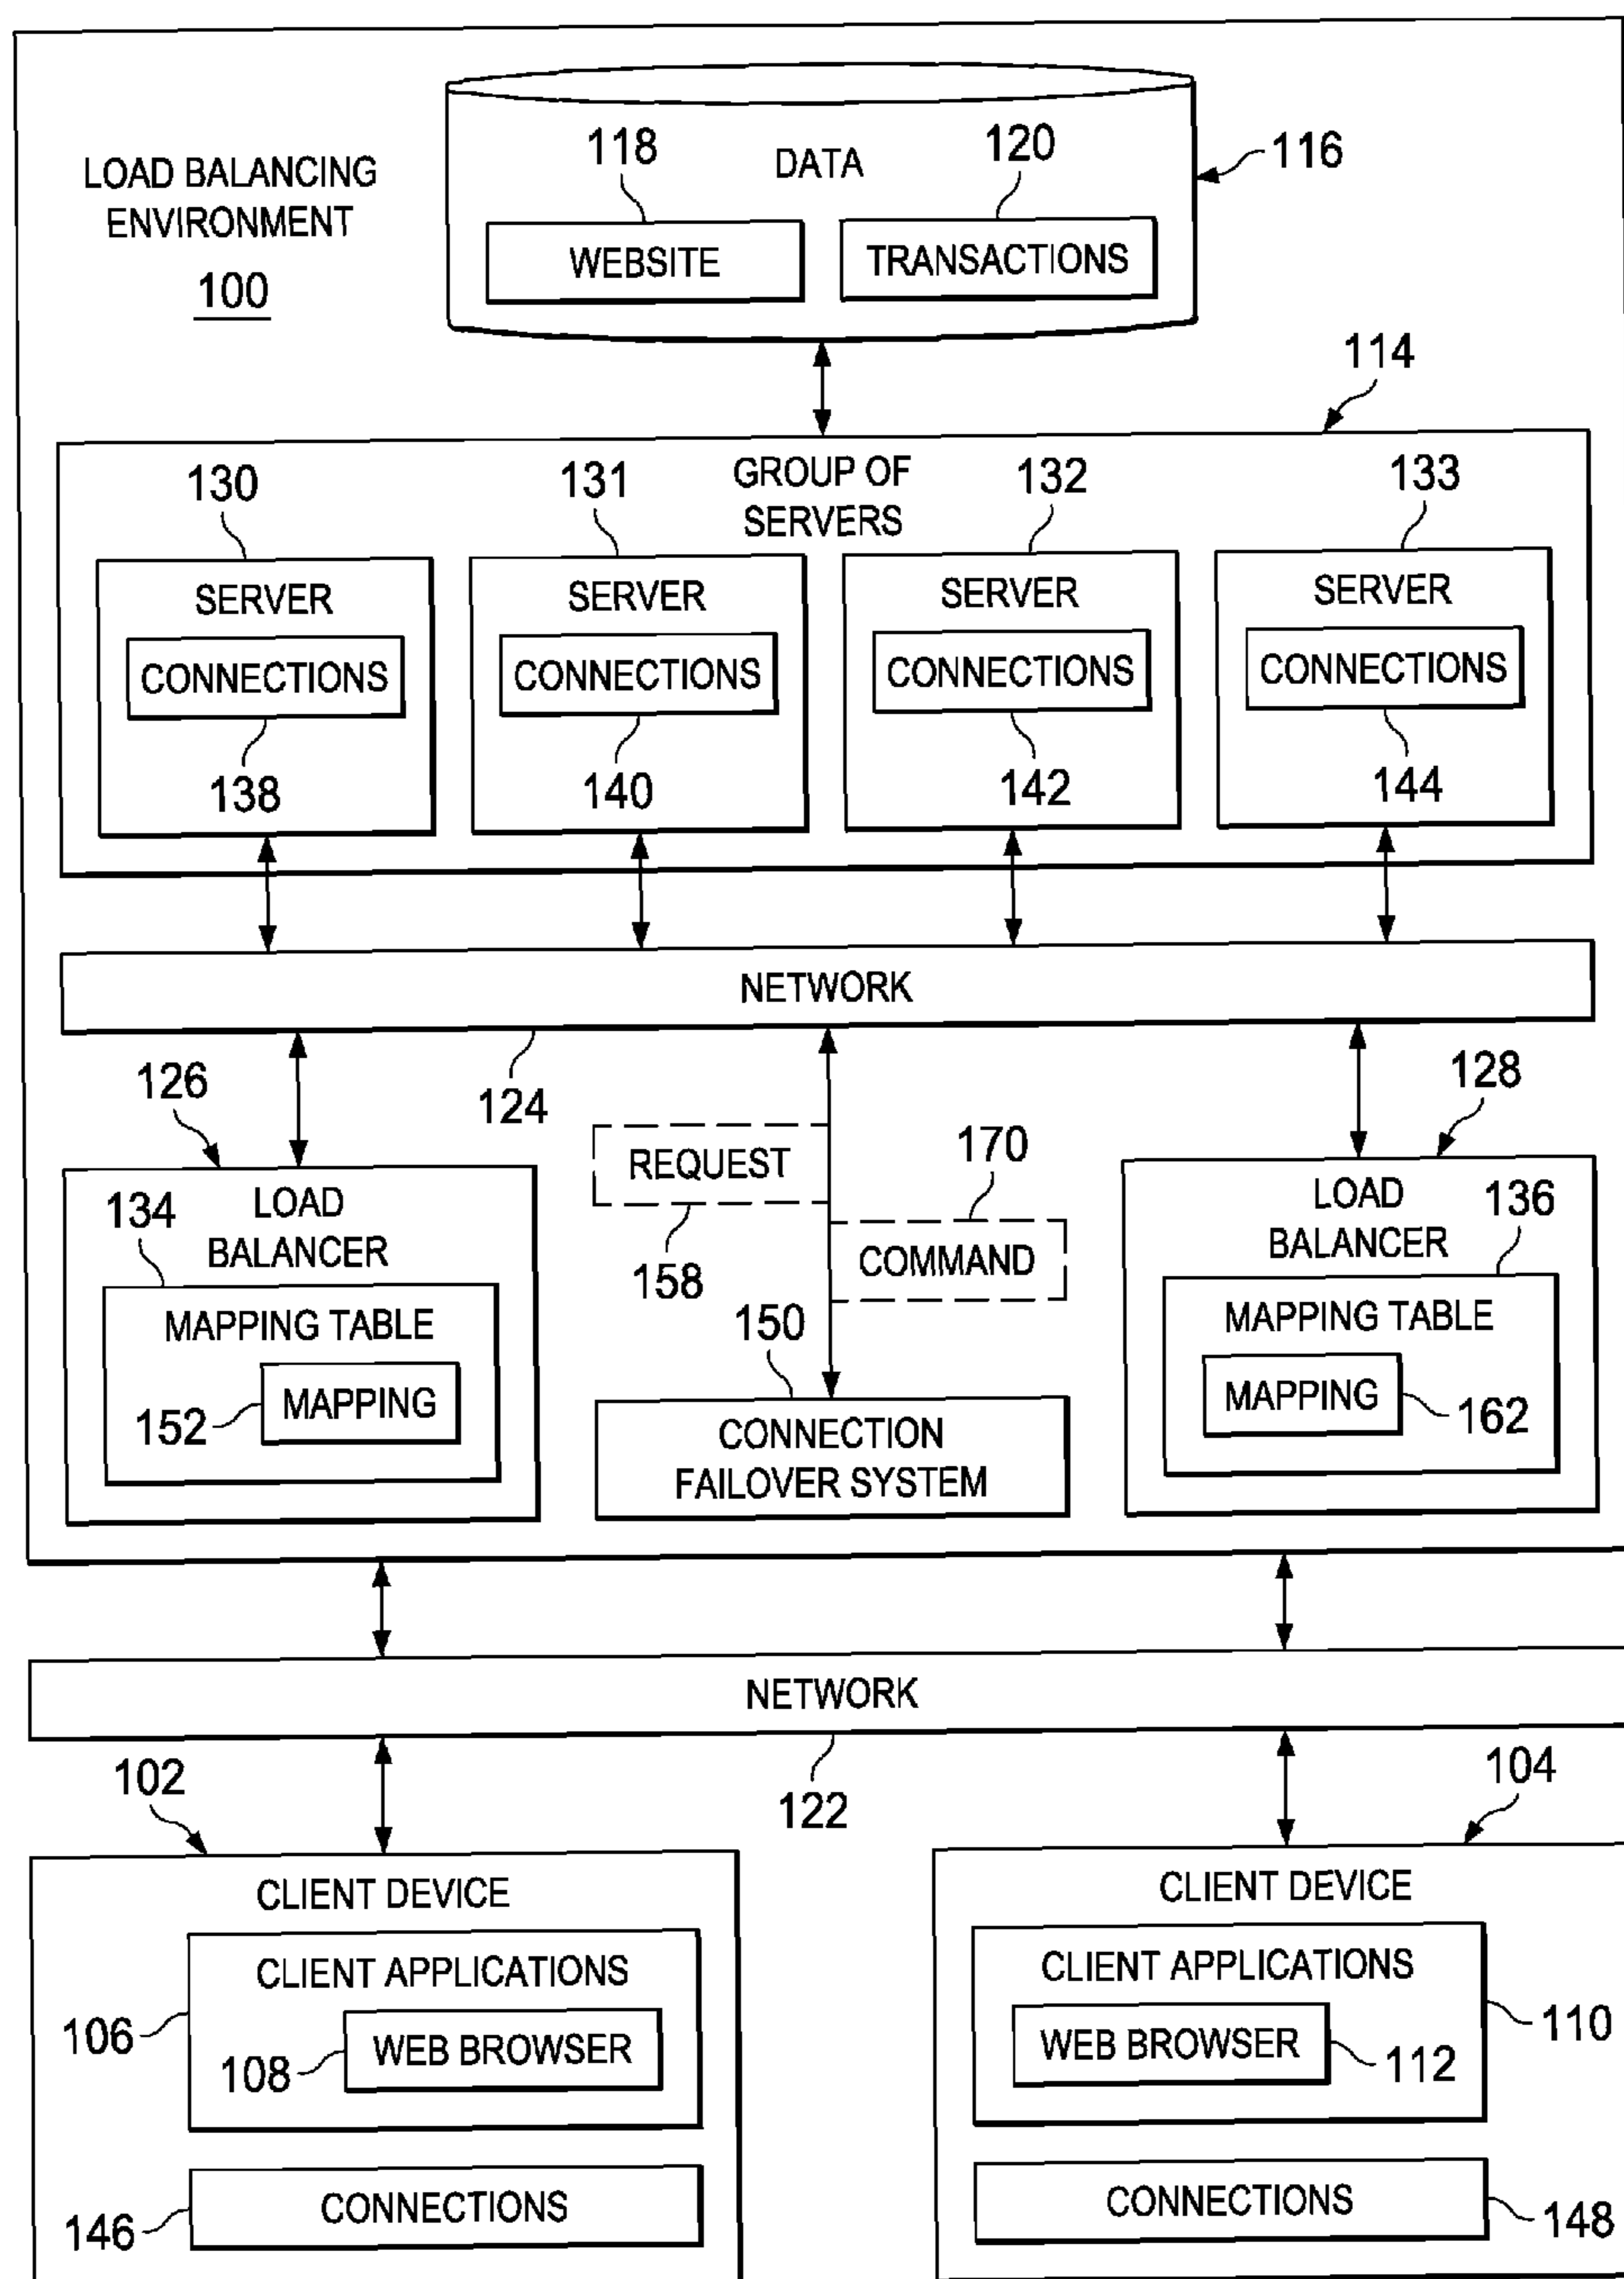 LOAD BALANCING
ENVIRONMENT
100
118
DATA
120
116
WEBSITE
TRANSACTIONS
114
130
131
GROUP OF
SERVERS
132
133
SERVER
SERVER
SERVER
SERVER
CONNECTIONS
CONNECTIONS
CONNECTIONS
CONNECTIONS
138
140
142
144
NETWORK
126
124
128
REQUEST
170
134
LOAD
BALANCER
158
COMMAND
LOAD
BALANCER
136
MAPPING TABLE
150
MAPPING TABLE
152
MAPPING
CONNECTION
FAILOVER SYSTEM
MAPPING
162
NETWORK
102
122
104
CLIENT DEVICE
CLIENT DEVICE
CLIENT APPLICATIONS
CLIENT APPLICATIONS
106
108
WEB BROWSER
WEB BROWSER
112
110
146
CONNECTIONS
CONNECTIONS
148